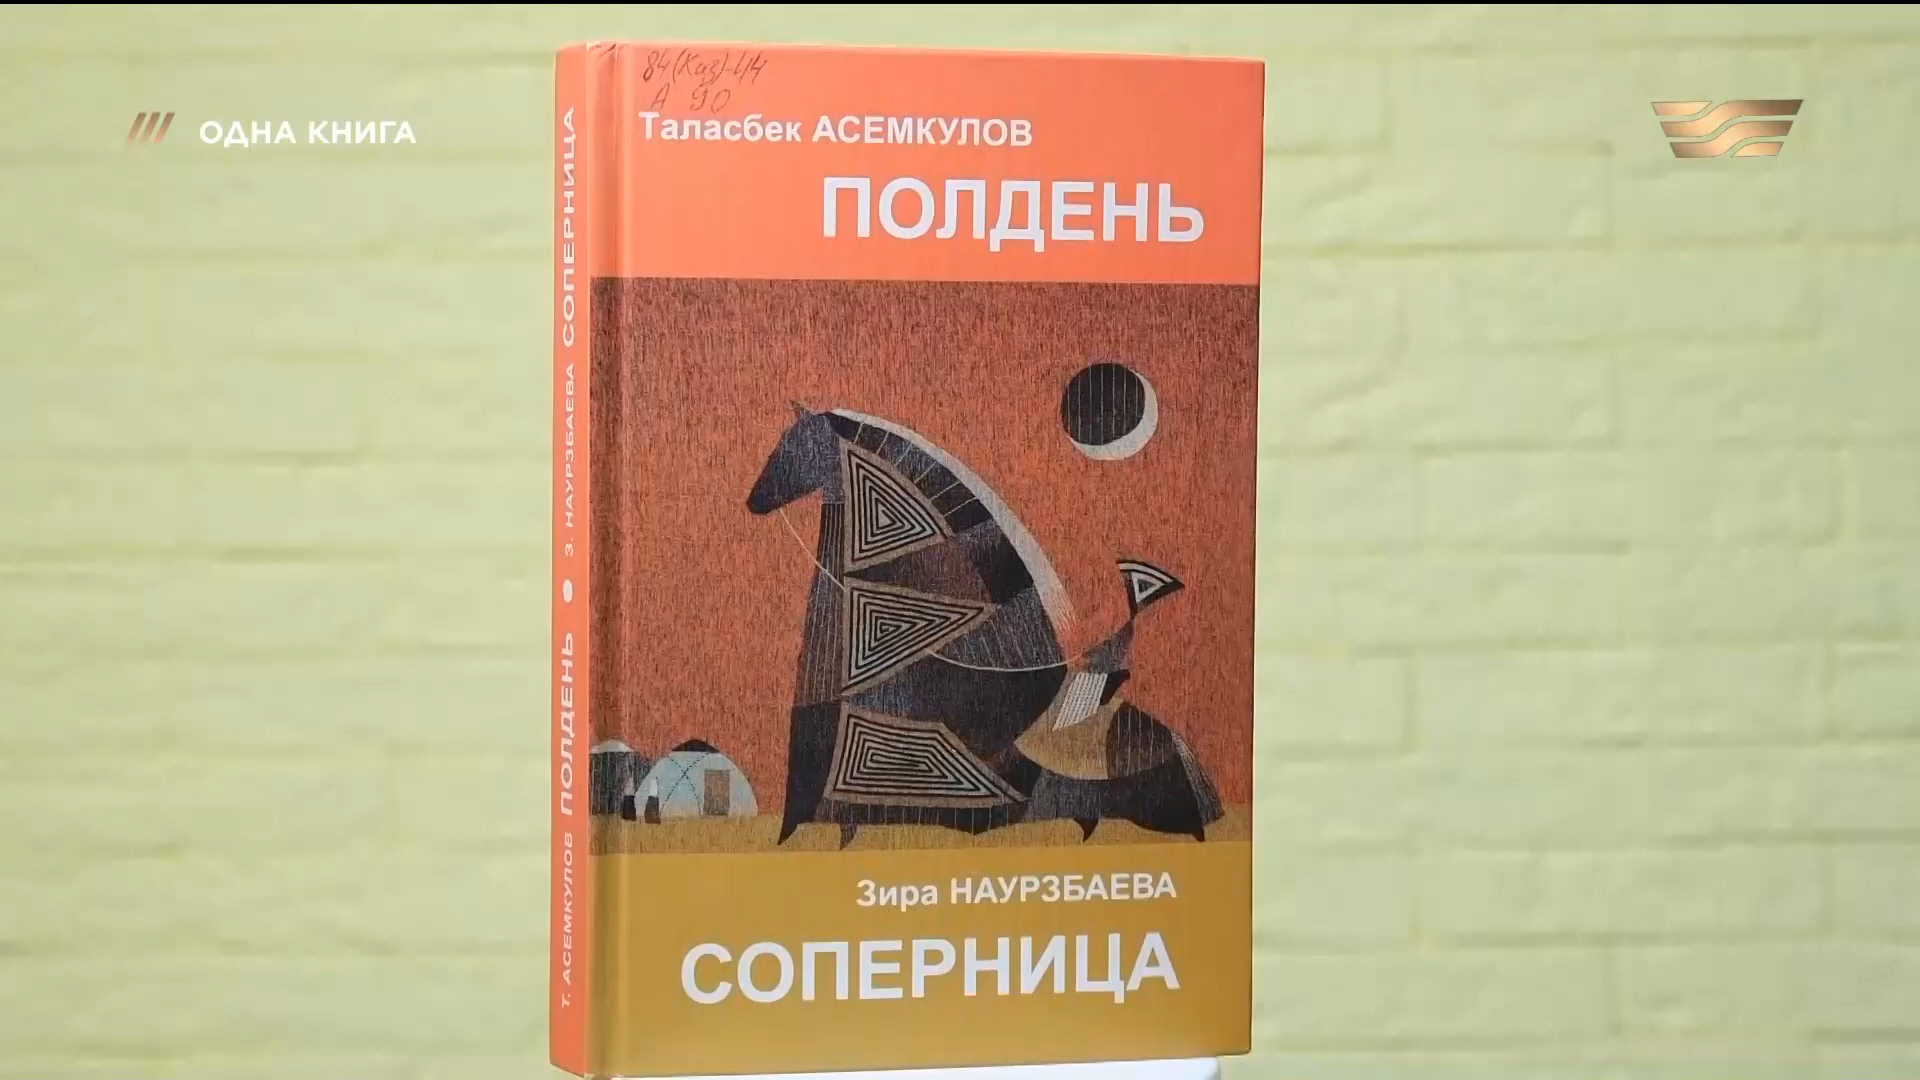 ОДНА КНИГА
84(Каз)-44
А 90
Таласбек АСЕМКУЛОВ
ПОЛДЕНЬ
Зира НАУРЗБАЕВА
СОПЕРНИЦА
Т. АСЕМКУЛОВ ПОЛДЕНЬ ● З. НАУРЗБАЕВА СОПЕРНИЦА